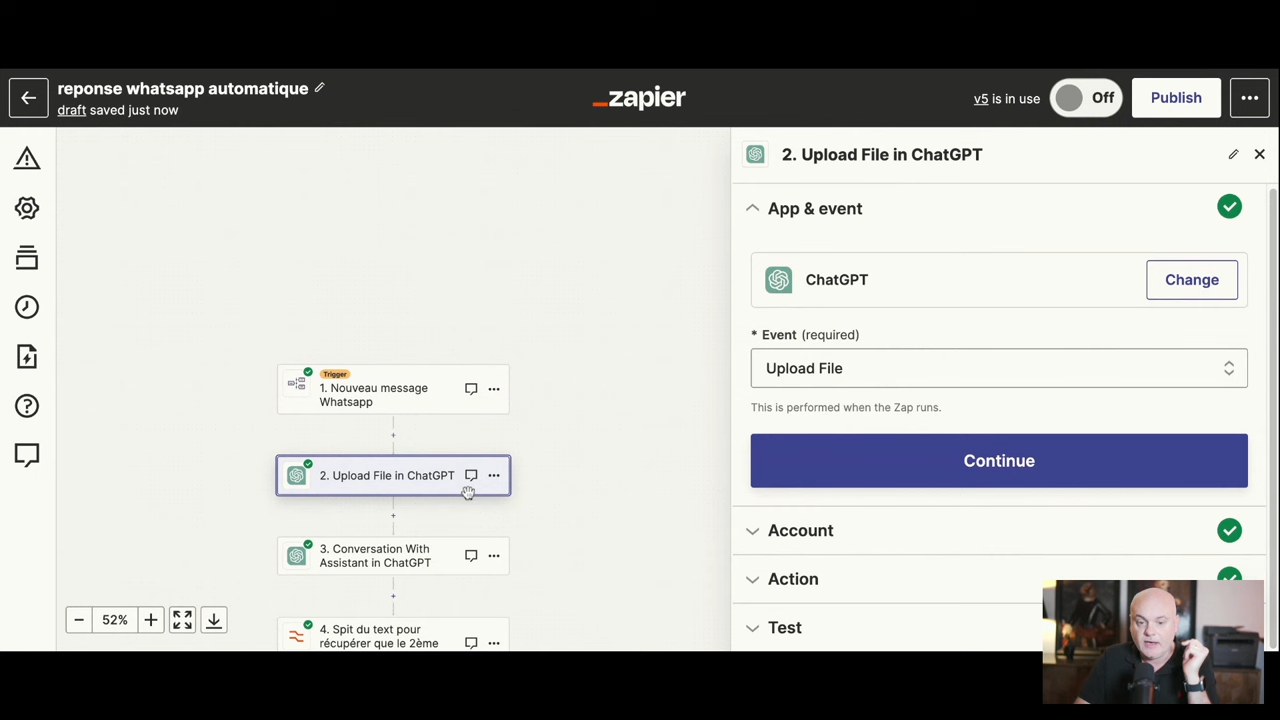 reponse whatsapp automatique
draft saved just now
zapier
v5 is in use
Off
Publish
2. Upload File in ChatGPT
App & event
ChatGPT
Change
* Event (required)
Upload File
This is performed when the Zap runs.
Continue
Account
Action
Test
Trigger
1. Nouveau message
Whatsapp
2. Upload File in ChatGPT
3. Conversation With
Assistant in ChatGPT
4. Spit du text pour
récupérer que le 2ème
52%